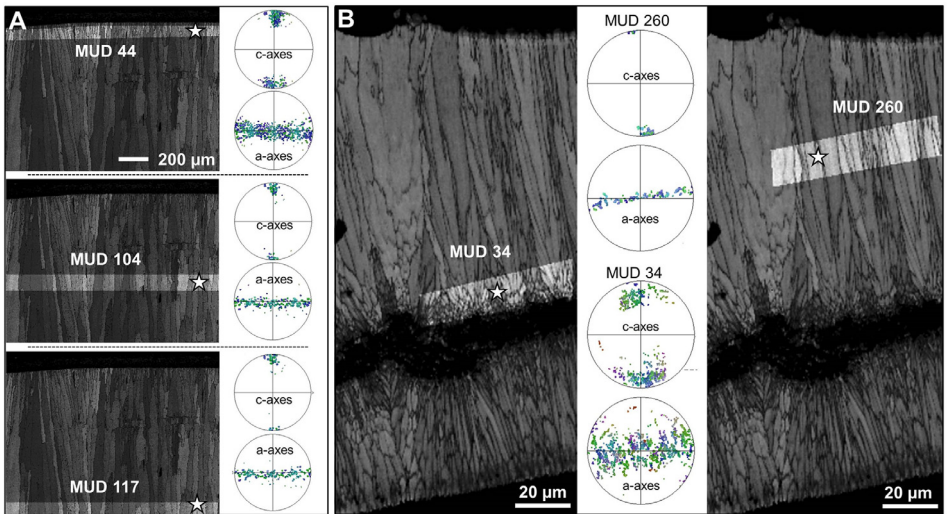 A
MUD 44
200 µm
c-axes
a-axes
MUD 104
c-axes
a-axes
MUD 117
c-axes
a-axes
B
MUD 34
20 µm
MUD 260
c-axes
a-axes
MUD 34
c-axes
a-axes
MUD 260
20 µm